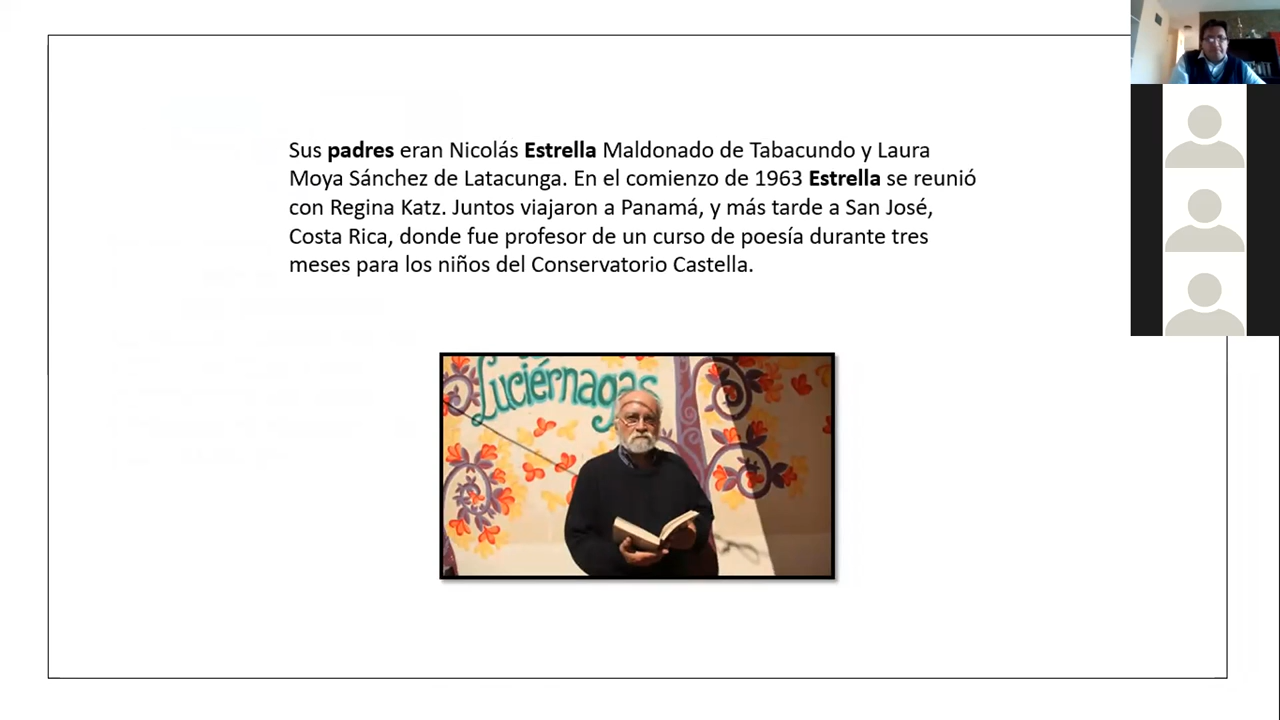 Sus padres eran Nicolás Estrella Maldonado de Tabacundo y Laura
Moya Sánchez de Latacunga. En el comienzo de 1963 Estrella se reunió
con Regina Katz. Juntos viajaron a Panamá, y más tarde a San José,
Costa Rica, donde fue profesor de un curso de poesía durante tres
meses para los niños del Conservatorio Castella.
Luciérnagas